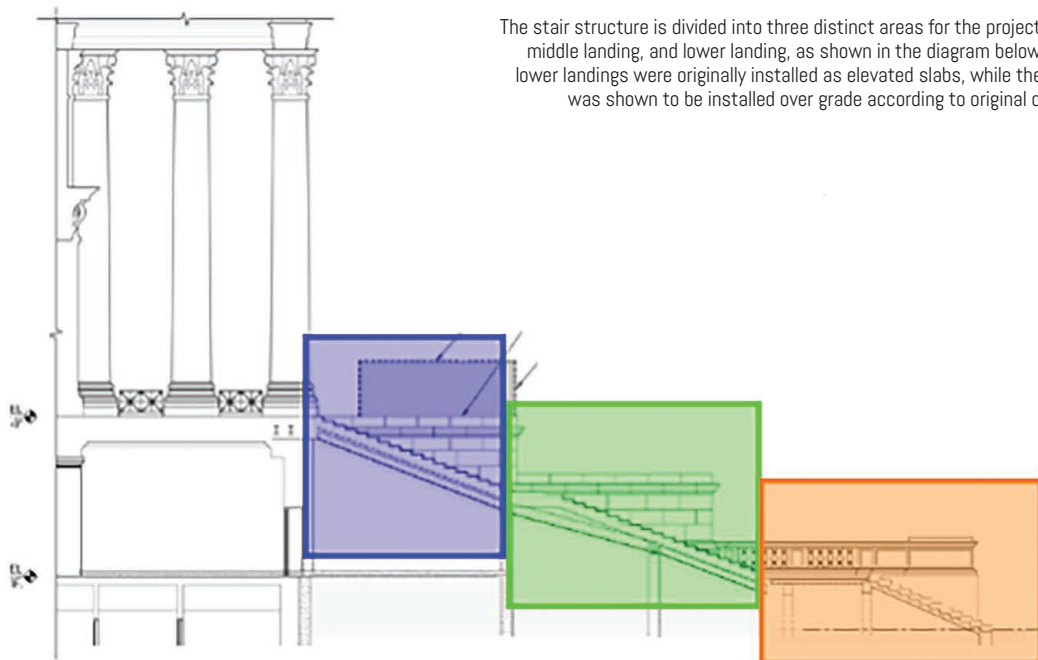 The stair structure is divided into three distinct areas for the project
middle landing, and lower landing, as shown in the diagram below
lower landings were originally installed as elevated slabs, while the
was shown to be installed over grade according to original